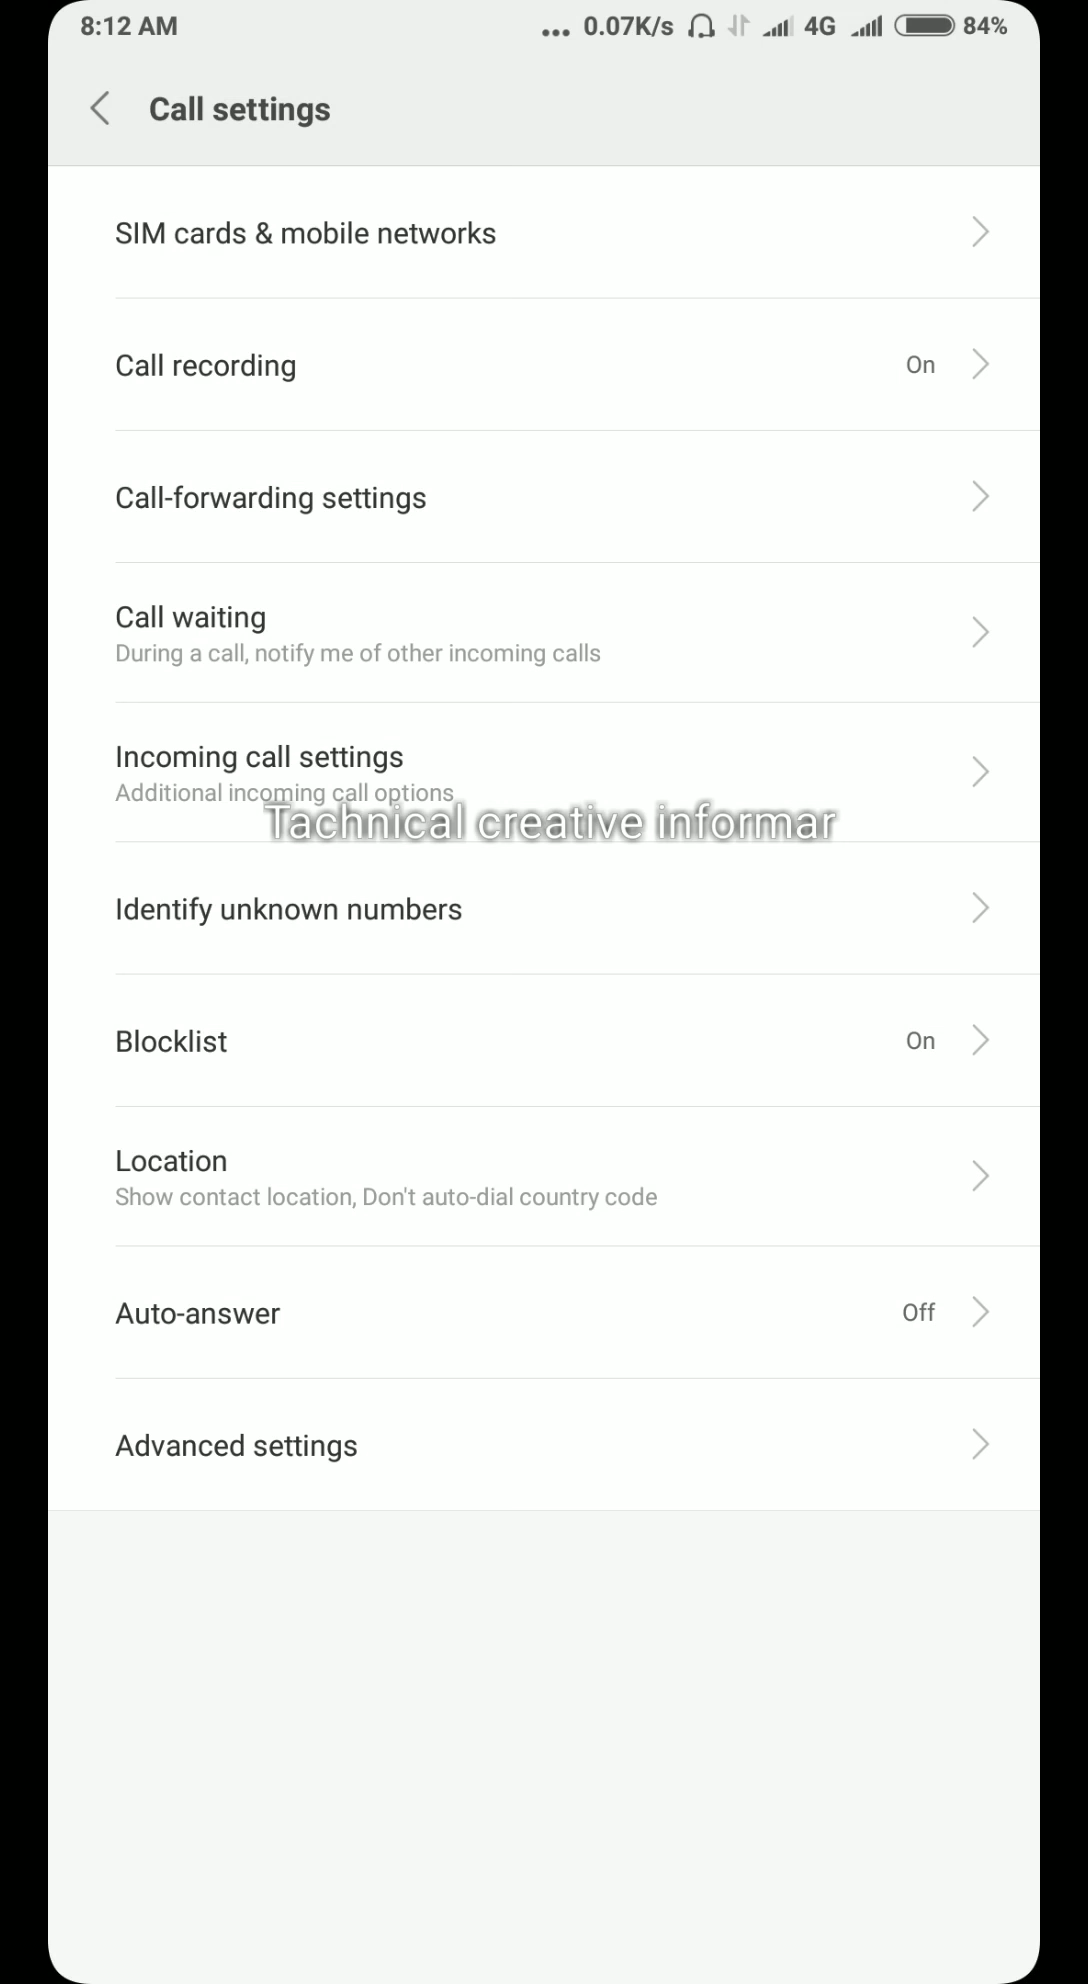 8:12 AM ... 0.07K/s 4G 84%
Call settings
SIM cards & mobile networks
Call recording On
Call-forwarding settings
Call waiting
During a call, notify me of other incoming calls
Incoming call settings
Additional incoming call options
Tachnical creative informar
Identify unknown numbers
Blocklist On
Location
Show contact location, Don't auto-dial country code
Auto-answer Off
Advanced settings